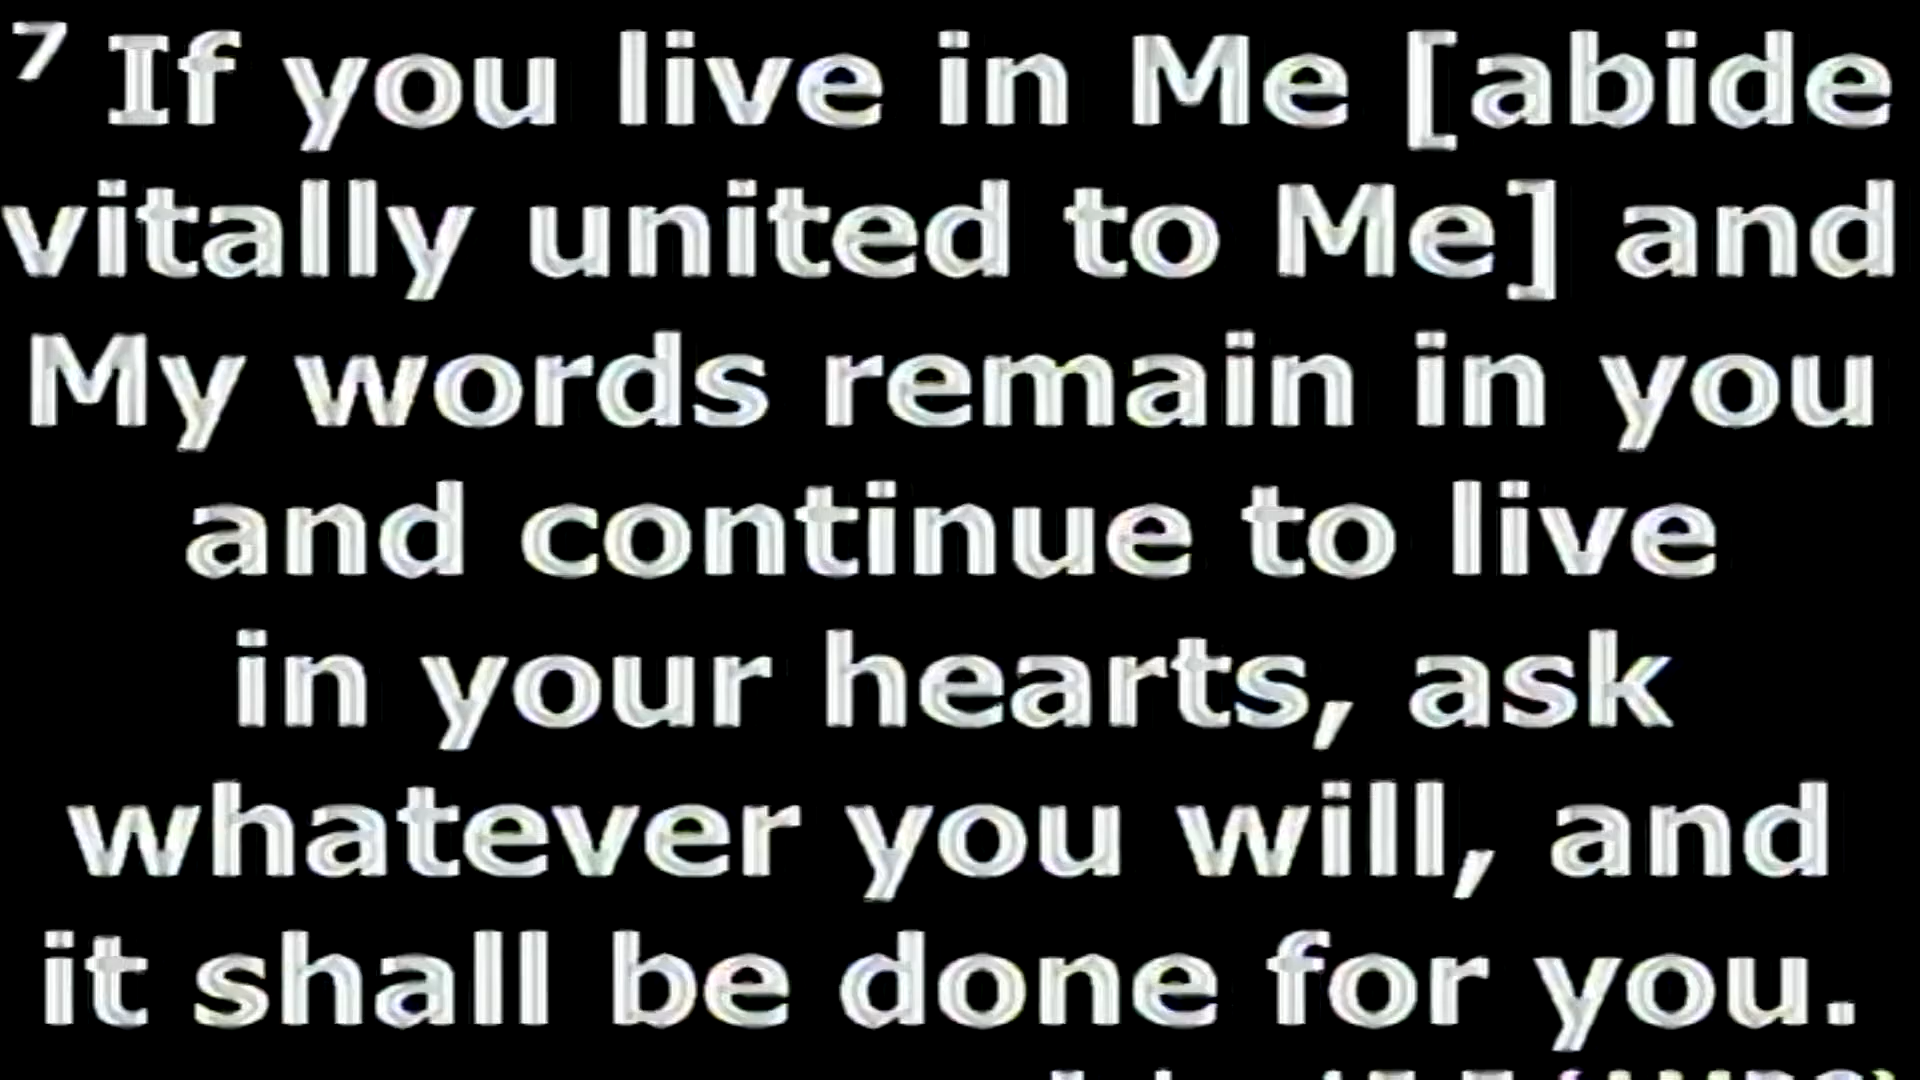 7 If you live in Me [abide
vitally united to Me] and
My words remain in you
and continue to live
in your hearts, ask
whatever you will, and
it shall be done for you.